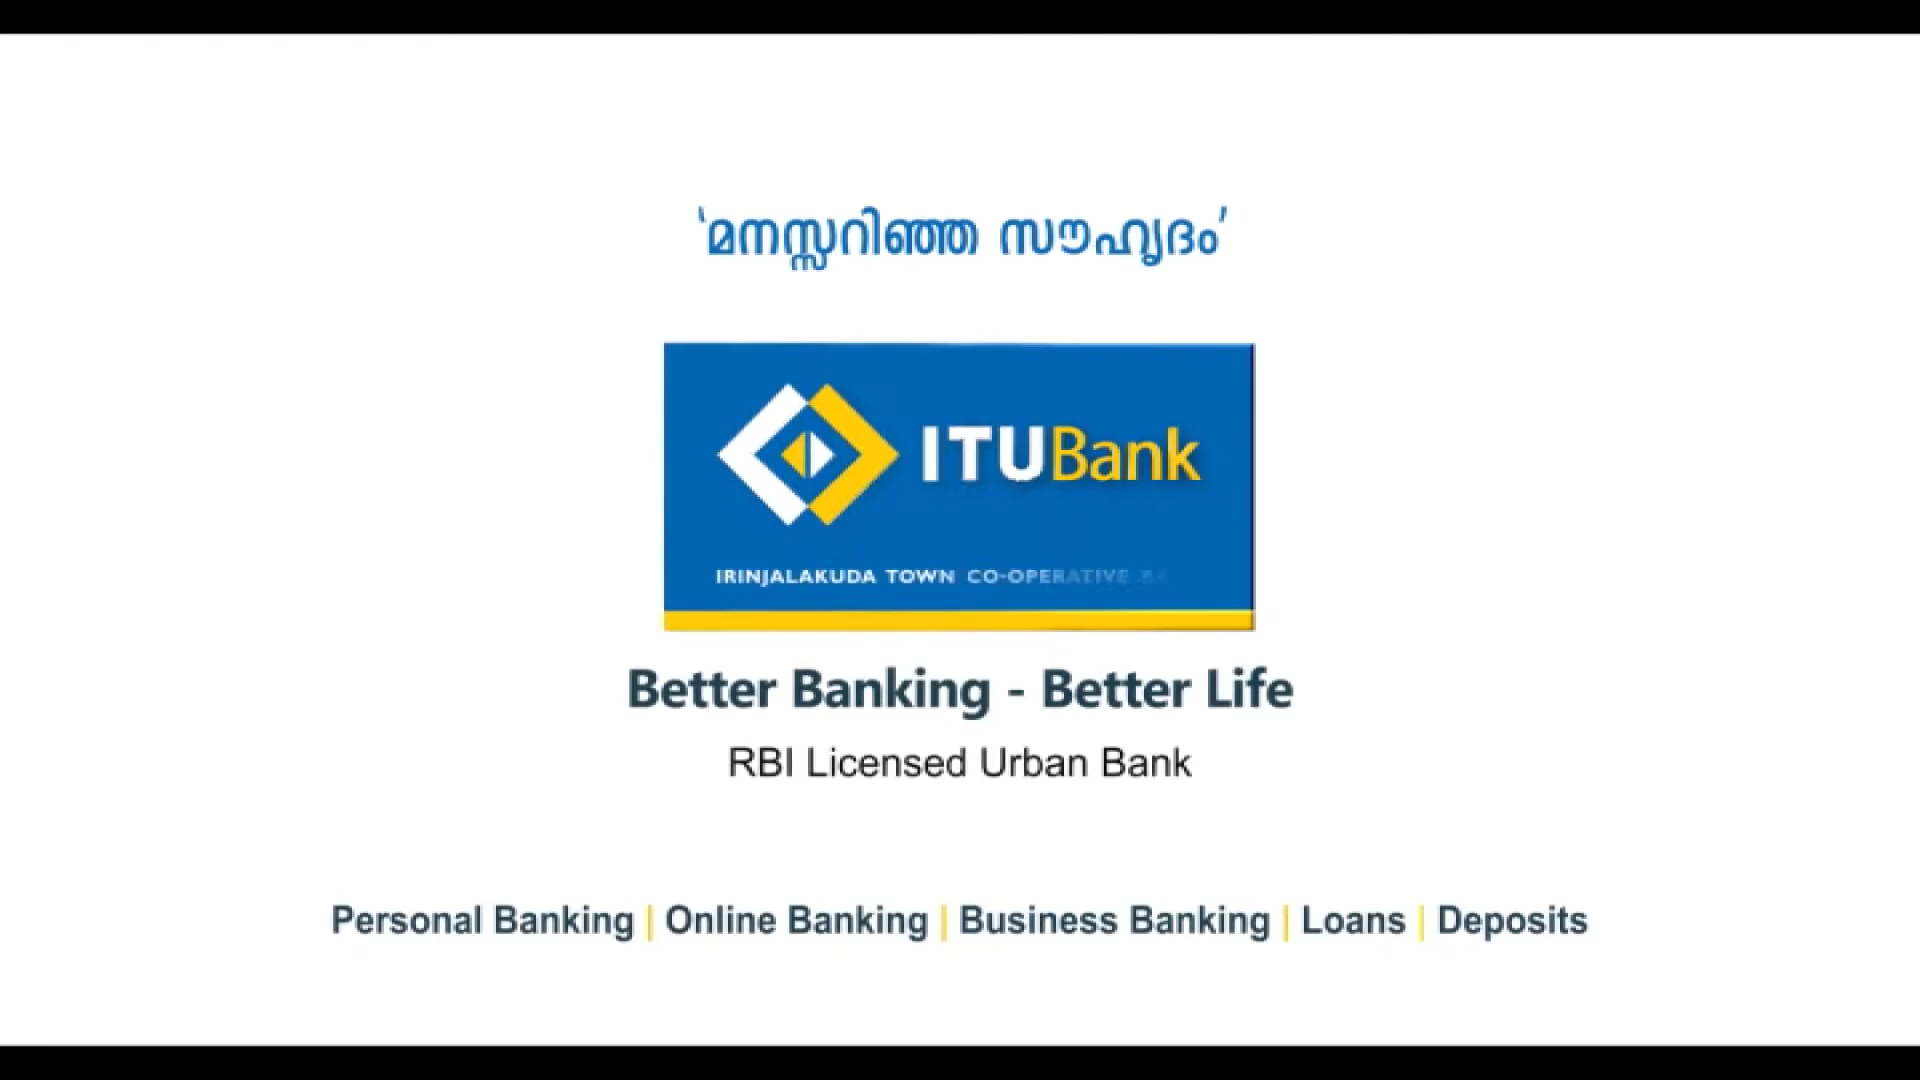 ‘മനസ്സറിഞ്ഞ സൗഹൃദം’
ITUBank
IRINJALAKUDA TOWN CO-OPERATIVE
Better Banking - Better Life
RBI Licensed Urban Bank
Personal Banking | Online Banking | Business Banking | Loans | Deposits